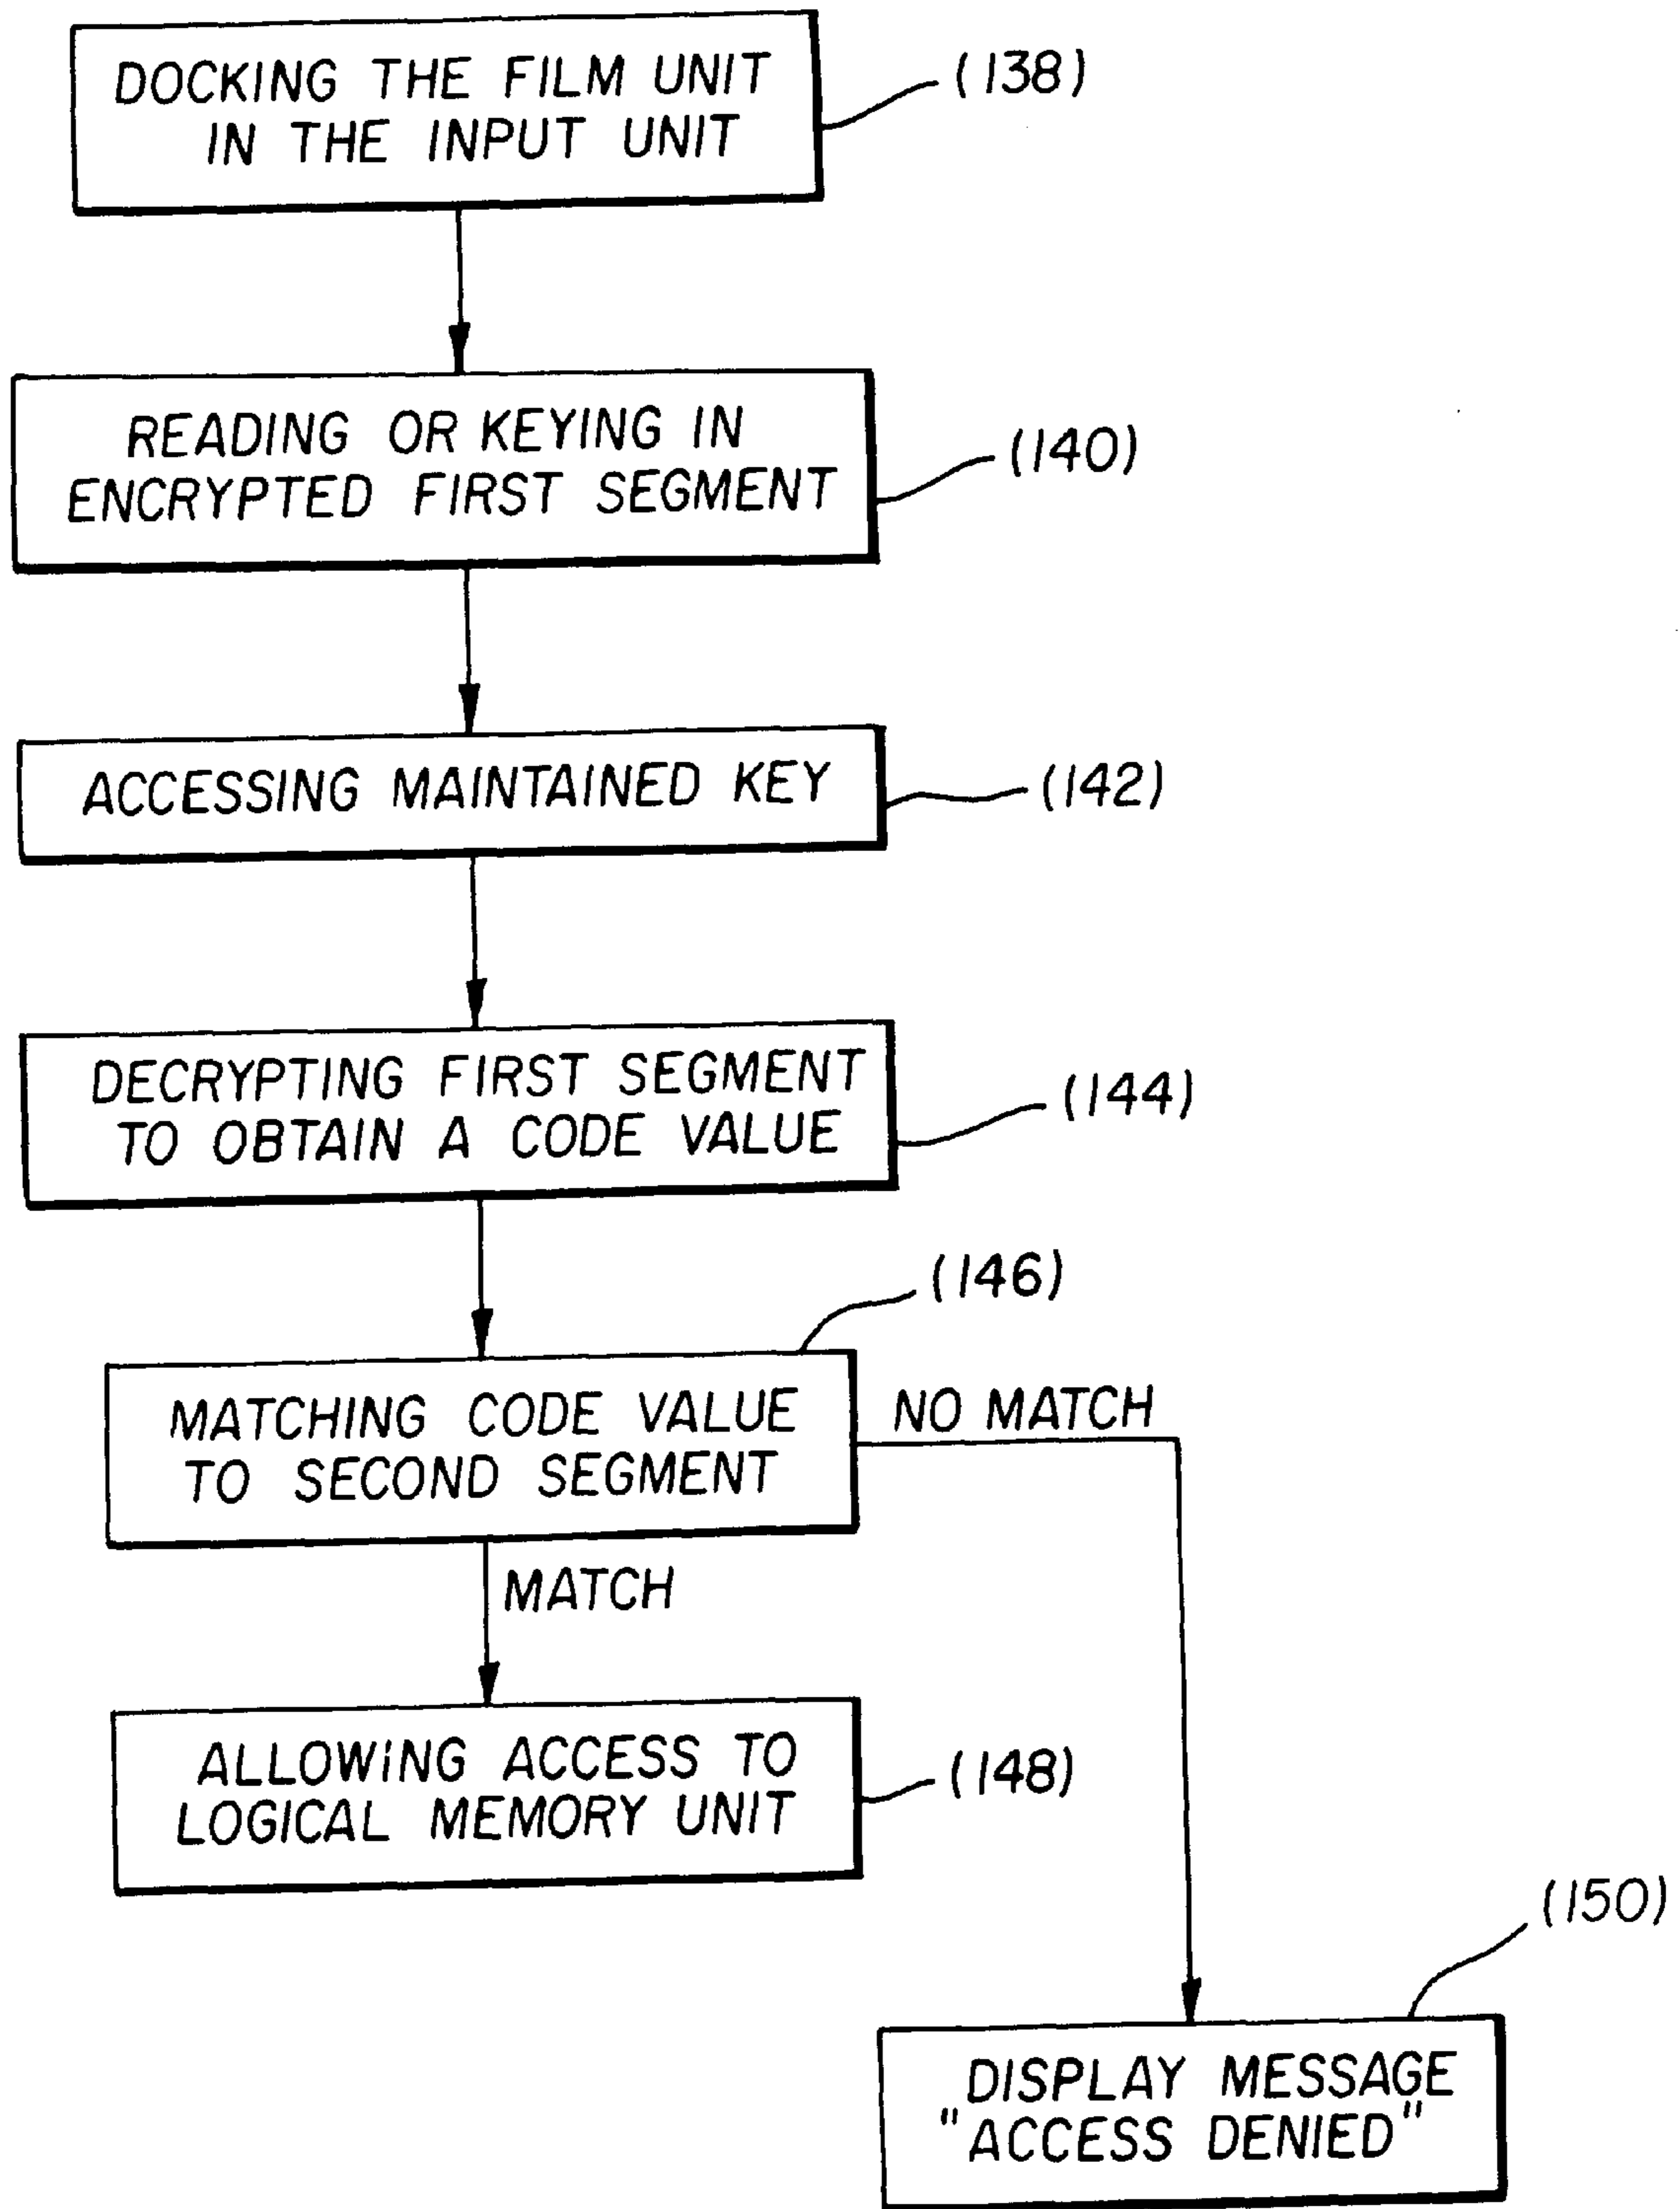 DOCKING THE FILM UNIT
IN THE INPUT UNIT
(138)
READING OR KEYING IN
ENCRYPTED FIRST SEGMENT
(140)
ACCESSING MAINTAINED KEY
(142)
DECRYPTING FIRST SEGMENT
TO OBTAIN A CODE VALUE
(144)
(146)
MATCHING CODE VALUE
TO SECOND SEGMENT
NO MATCH
MATCH
ALLOWING ACCESS TO
LOGICAL MEMORY UNIT
(148)
(150)
DISPLAY MESSAGE
"ACCESS DENIED"